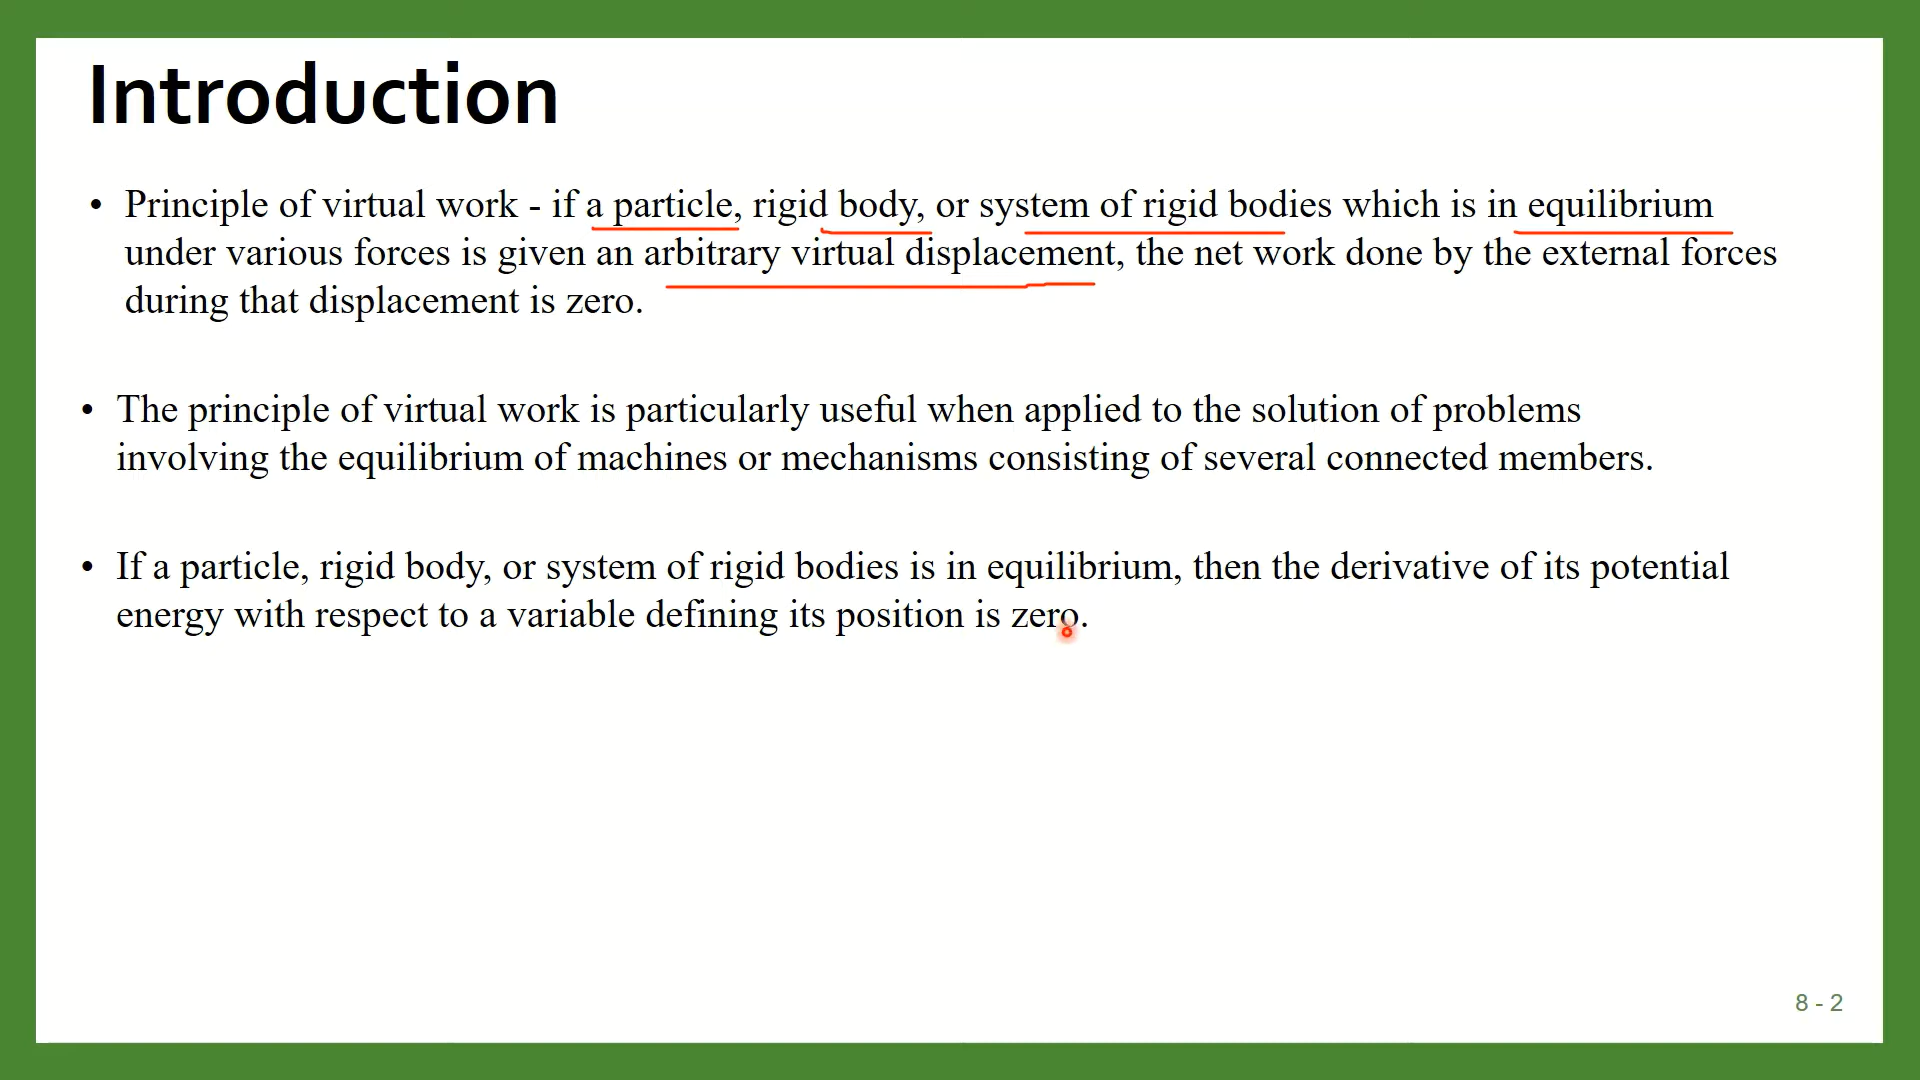 Introduction
• Principle of virtual work - if a particle, rigid body, or system of rigid bodies which is in equilibrium
under various forces is given an arbitrary virtual displacement, the net work done by the external forces
during that displacement is zero.
• The principle of virtual work is particularly useful when applied to the solution of problems
involving the equilibrium of machines or mechanisms consisting of several connected members.
• If a particle, rigid body, or system of rigid bodies is in equilibrium, then the derivative of its potential
energy with respect to a variable defining its position is zero.
8 - 2